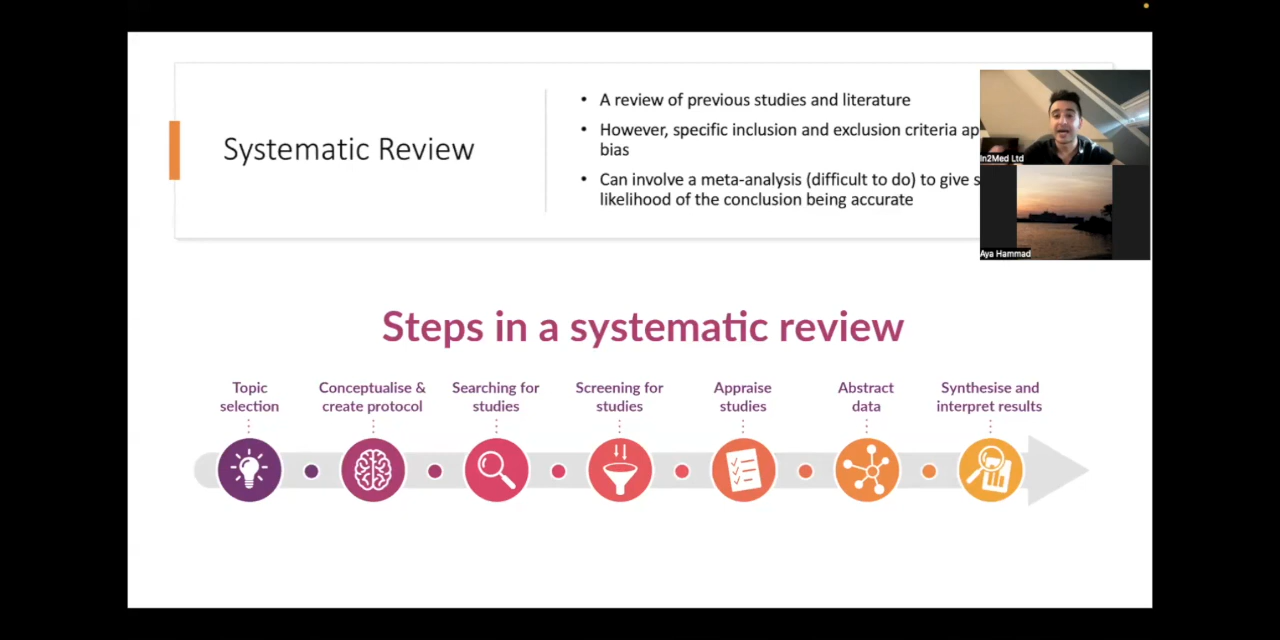 Systematic Review
• A review of previous studies and literature
• However, specific inclusion and exclusion criteria
bias
• Can involve a meta-analysis (difficult to do) to give
likelihood of the conclusion being accurate
In2Med Ltd
Aya Hammad
Steps in a systematic review
Topic
selection
Conceptualise &
create protocol
Searching for
studies
Screening for
studies
Appraise
studies
Abstract
data
Synthesise and
interpret results